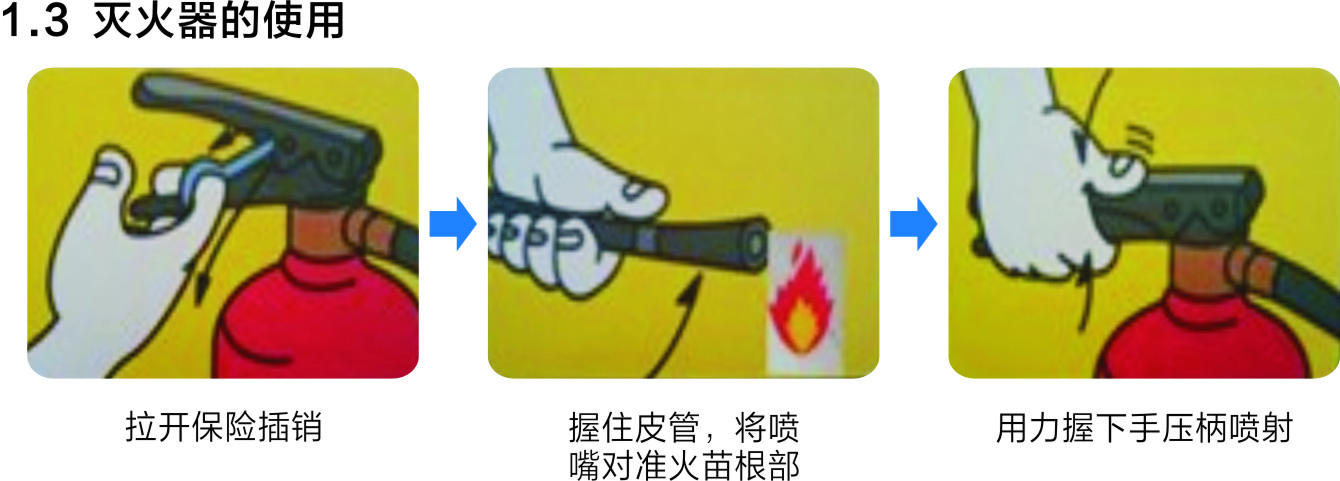 1.3 灭火器的使用
拉开保险插销
握住皮管，将喷
嘴对准火苗根部
用力握下手压柄喷射